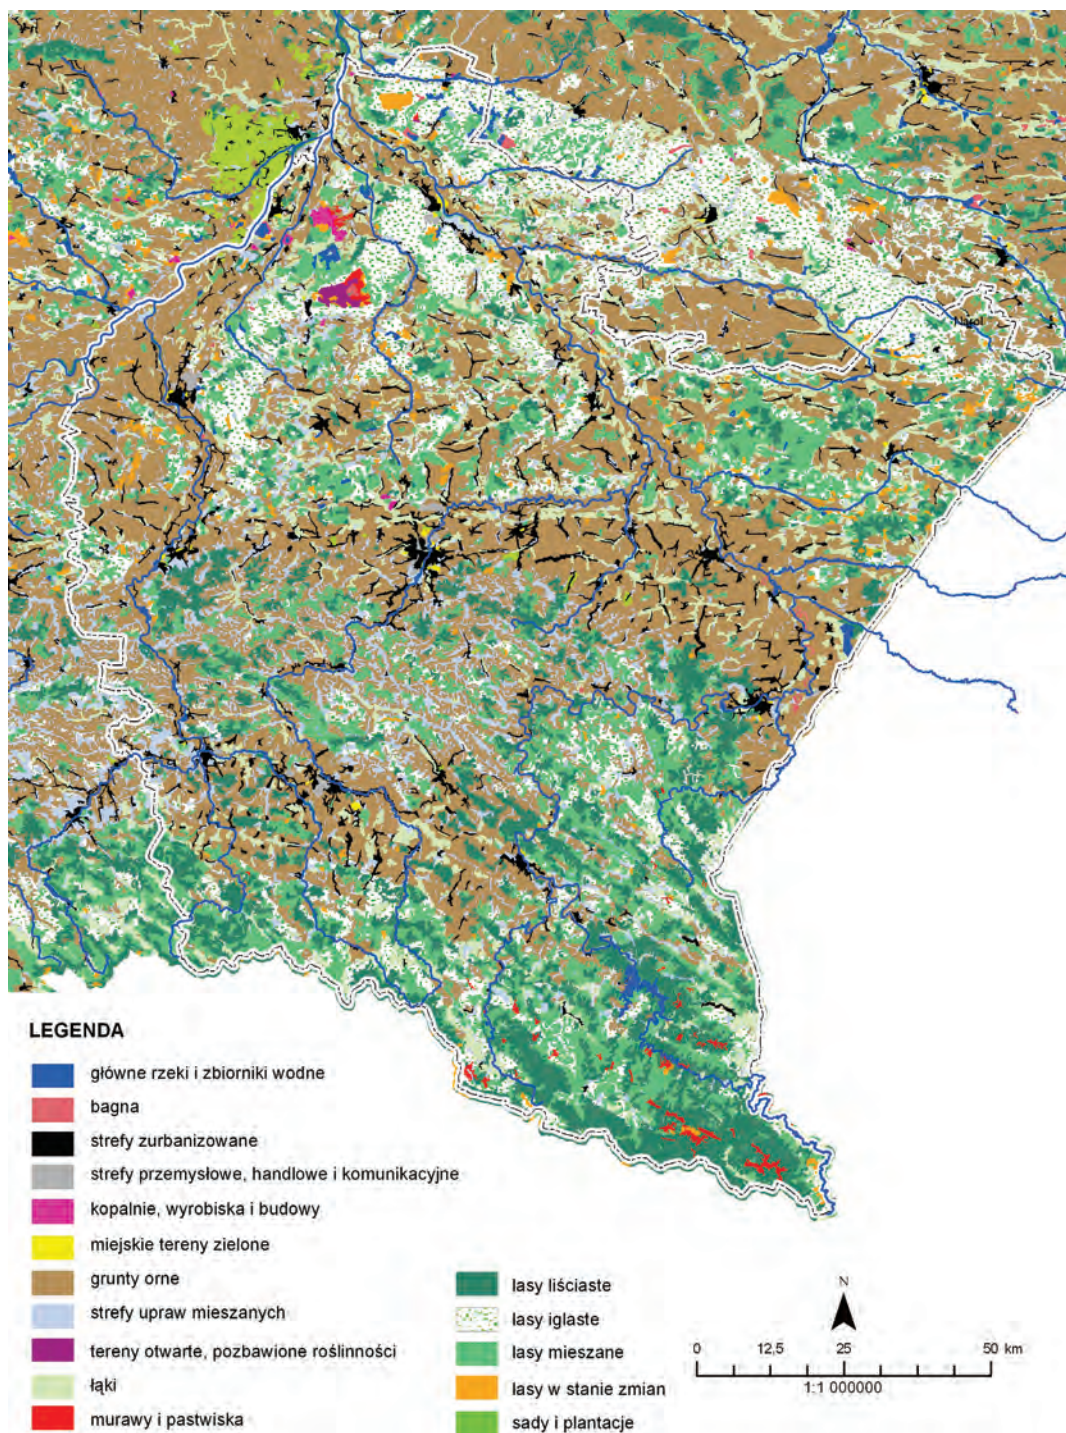 Narol
LEGENDA
główne rzeki i zbiorniki wodne
bagna
strefy zurbanizowane
strefy przemysłowe, handlowe i komunikacyjne
kopalnie, wyrobiska i budowy
miejskie tereny zielone
grunty orne
strefy upraw mieszanych
tereny otwarte, pozbawione roślinności
łąki
murawy i pastwiska
lasy liściaste
lasy iglaste
lasy mieszane
lasy w stanie zmian
sady i plantacje
N
0 12,5 25 50 km
1:1 000000